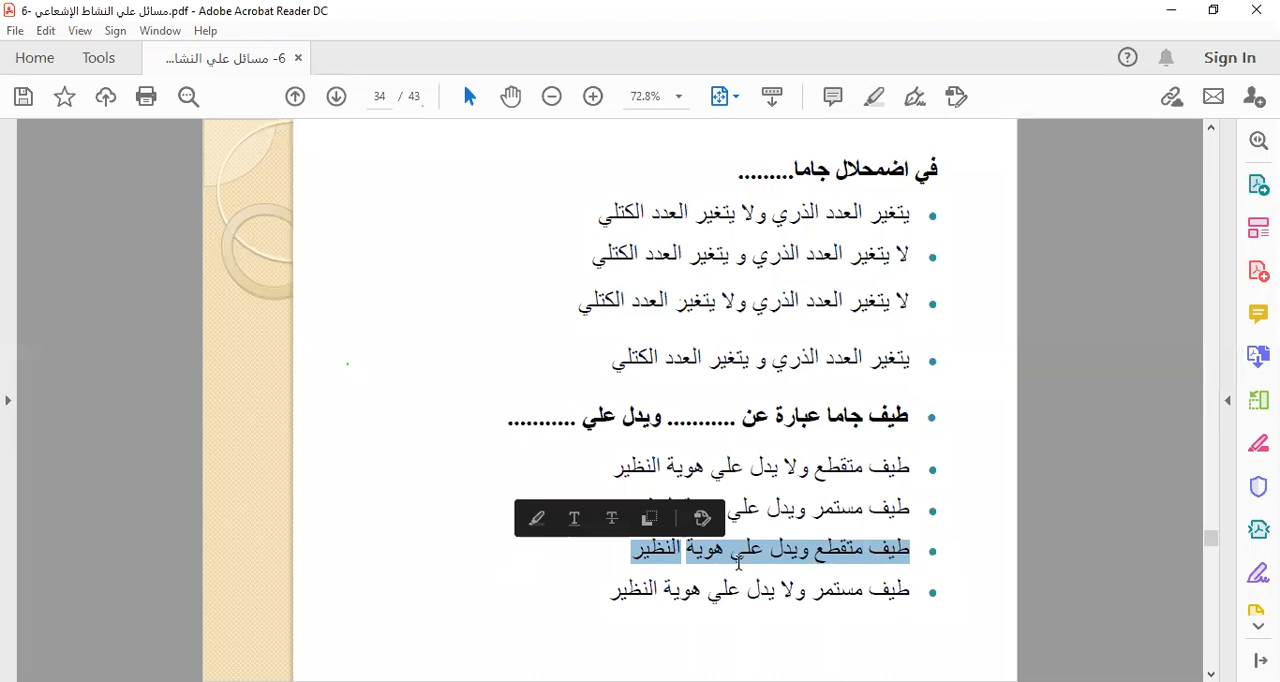 6- مسائل علي النشاط الإشعاعي.pdf - Adobe Acrobat Reader DC
File Edit View Sign Window Help
Home Tools 6- مسائل علي النشا... × Sign In
34 / 43 72.8%
في اضمحلال جاما.........
يتغير العدد الذري ولا يتغير العدد الكتلي
لا يتغير العدد الذري و يتغير العدد الكتلي
لا يتغير العدد الذري ولا يتغير العدد الكتلي
يتغير العدد الذري و يتغير العدد الكتلي
طيف جاما عبارة عن ........... ويدل علي ...........
طيف متقطع ولا يدل علي هوية النظير
طيف مستمر ويدل علي
طيف متقطع ويدل علي هوية النظير
طيف مستمر ولا يدل علي هوية النظير